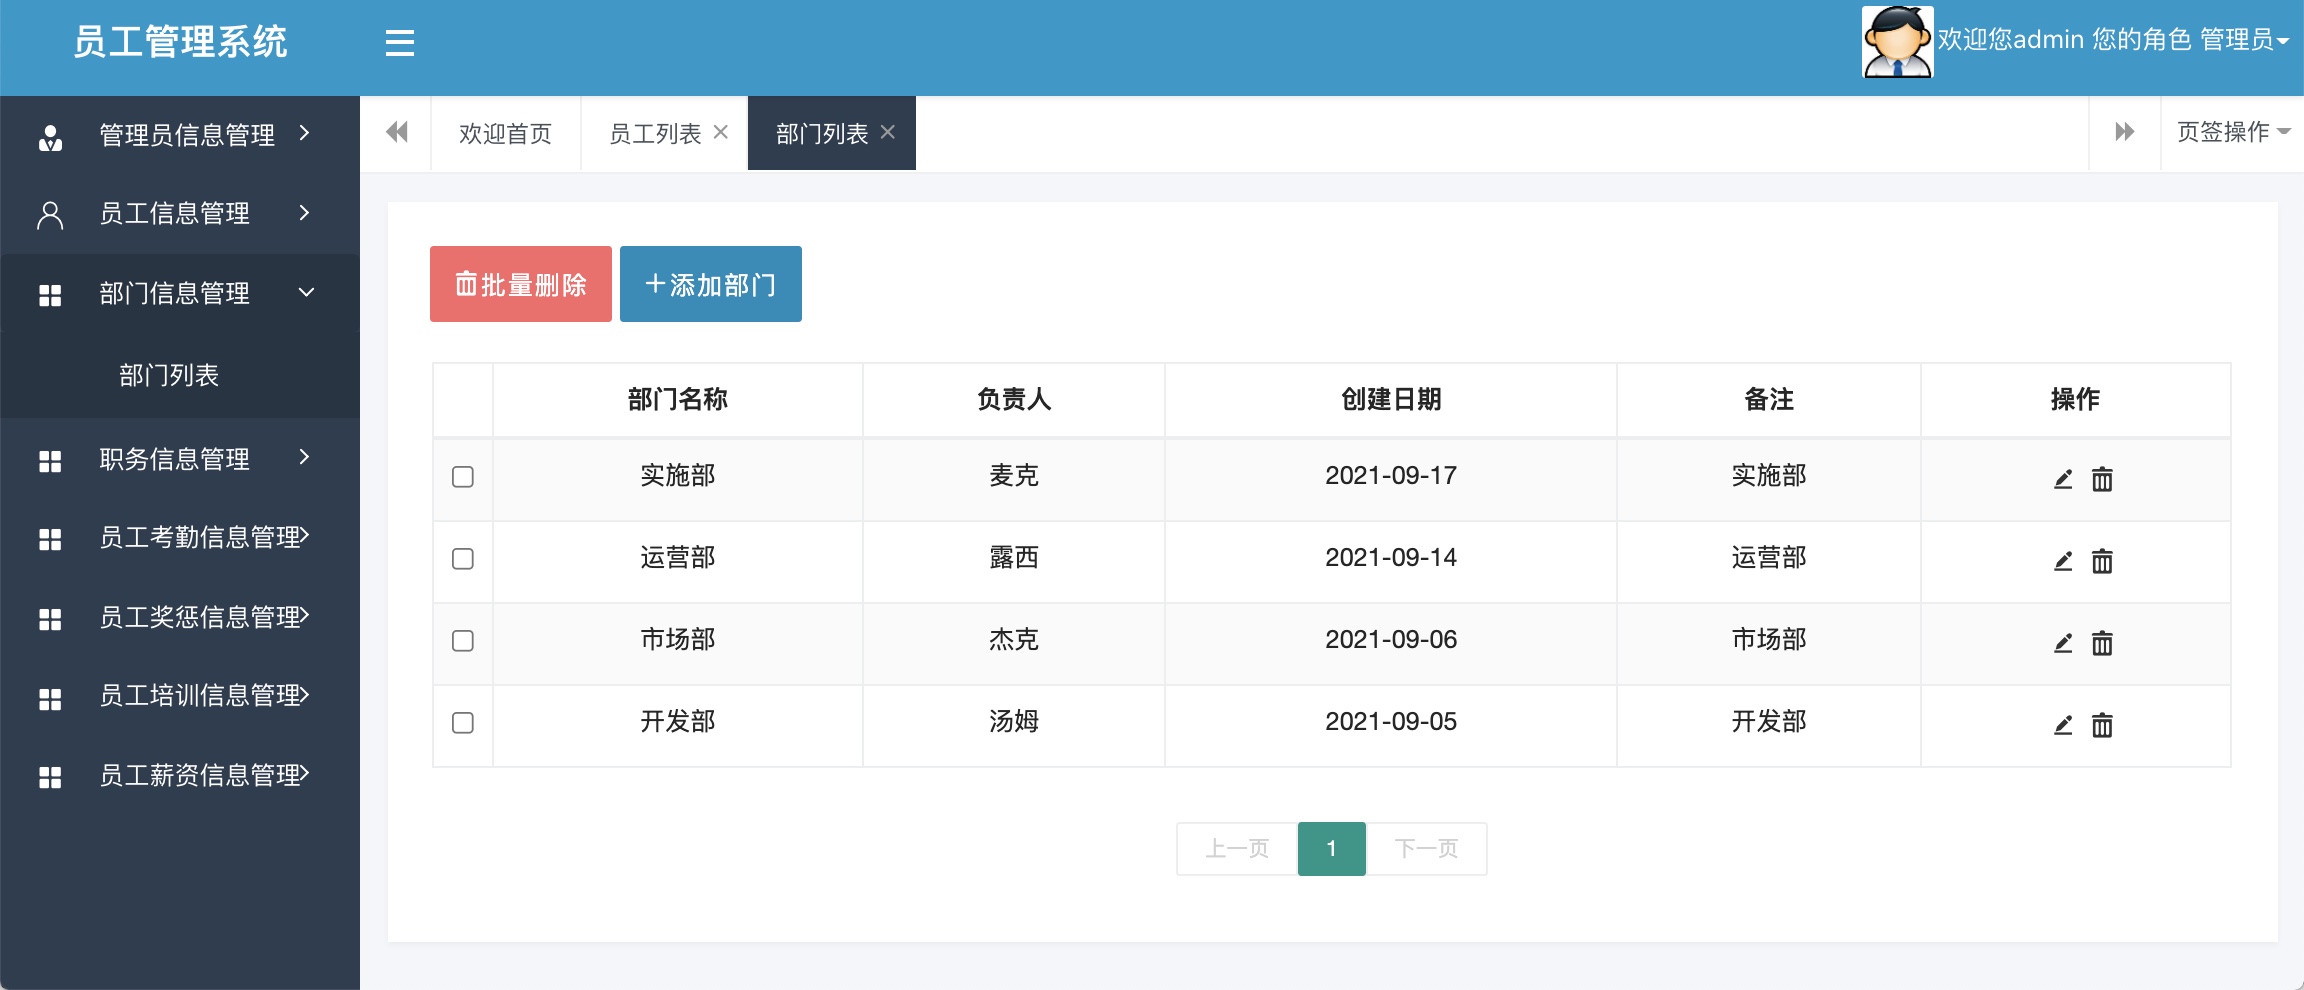 员工管理系统
欢迎您admin 您的角色 管理员
管理员信息管理
员工信息管理
部门信息管理
部门列表
职务信息管理
员工考勤信息管理
员工奖惩信息管理
员工培训信息管理
员工薪资信息管理
欢迎首页 员工列表 部门列表 页签操作
批量删除 添加部门
部门名称 负责人 创建日期 备注 操作
实施部 麦克 2021-09-17 实施部
运营部 露西 2021-09-14 运营部
市场部 杰克 2021-09-06 市场部
开发部 汤姆 2021-09-05 开发部
上一页 1 下一页